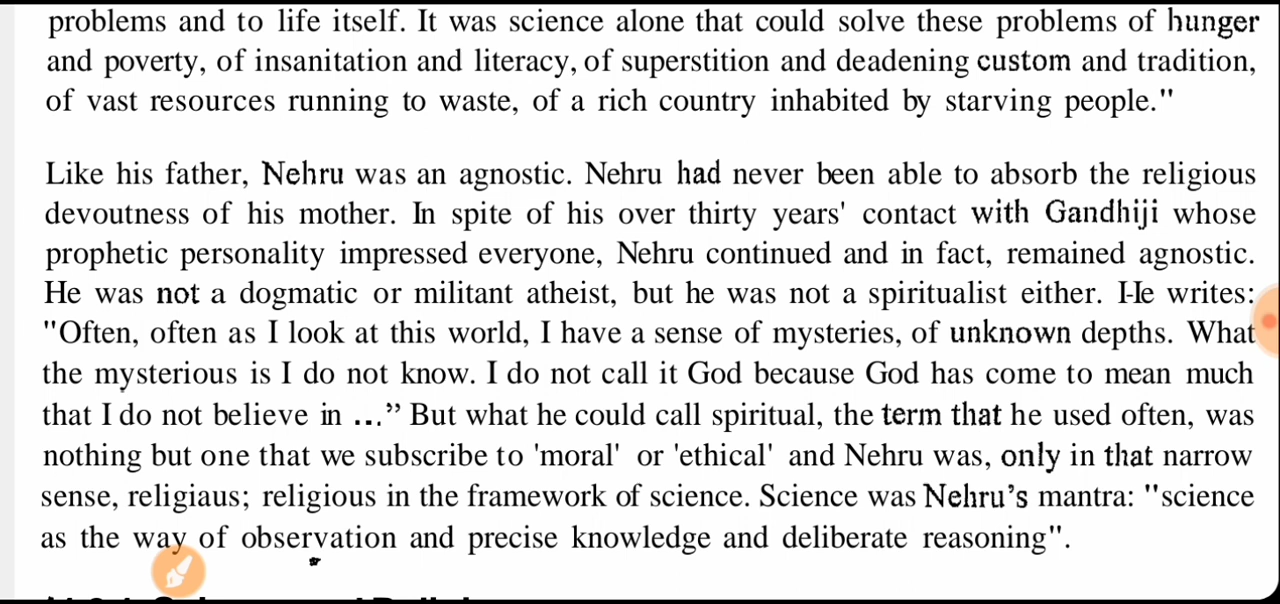 problems and to life itself. It was science alone that could solve these problems of hunger
and poverty, of insanitation and literacy, of superstition and deadening custom and tradition,
of vast resources running to waste, of a rich country inhabited by starving people."
Like his father, Nehru was an agnostic. Nehru had never been able to absorb the religious
devoutness of his mother. In spite of his over thirty years' contact with Gandhiji whose
prophetic personality impressed everyone, Nehru continued and in fact, remained agnostic.
He was not a dogmatic or militant atheist, but he was not a spiritualist either. He writes:
"Often, often as I look at this world, I have a sense of mysteries, of unknown depths. What
the mysterious is I do not know. I do not call it God because God has come to mean much
that I do not believe in ...” But what he could call spiritual, the term that he used often, was
nothing but one that we subscribe to 'moral' or 'ethical' and Nehru was, only in that narrow
sense, religiaus; religious in the framework of science. Science was Nehru’s mantra: "science
as the way of observation and precise knowledge and deliberate reasoning".